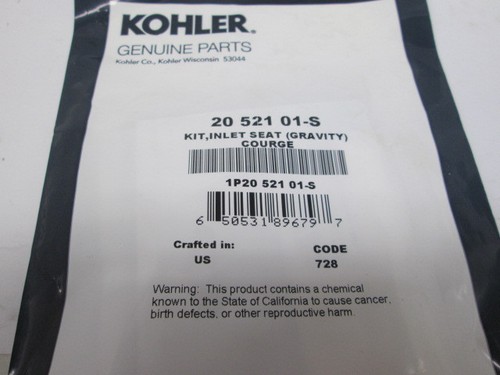 KOHLER.
GENUINE PARTS
Kohler Co., Kohler Wisconsin 53044
20 521 01-S
KIT,INLET SEAT (GRAVITY)
COURGE
1P20 521 01-S
6 50531 89679 7
Crafted in: CODE
US 728
Warning: This product contains a chemical
known to the State of California to cause cancer,
birth defects, or other reproductive harm.